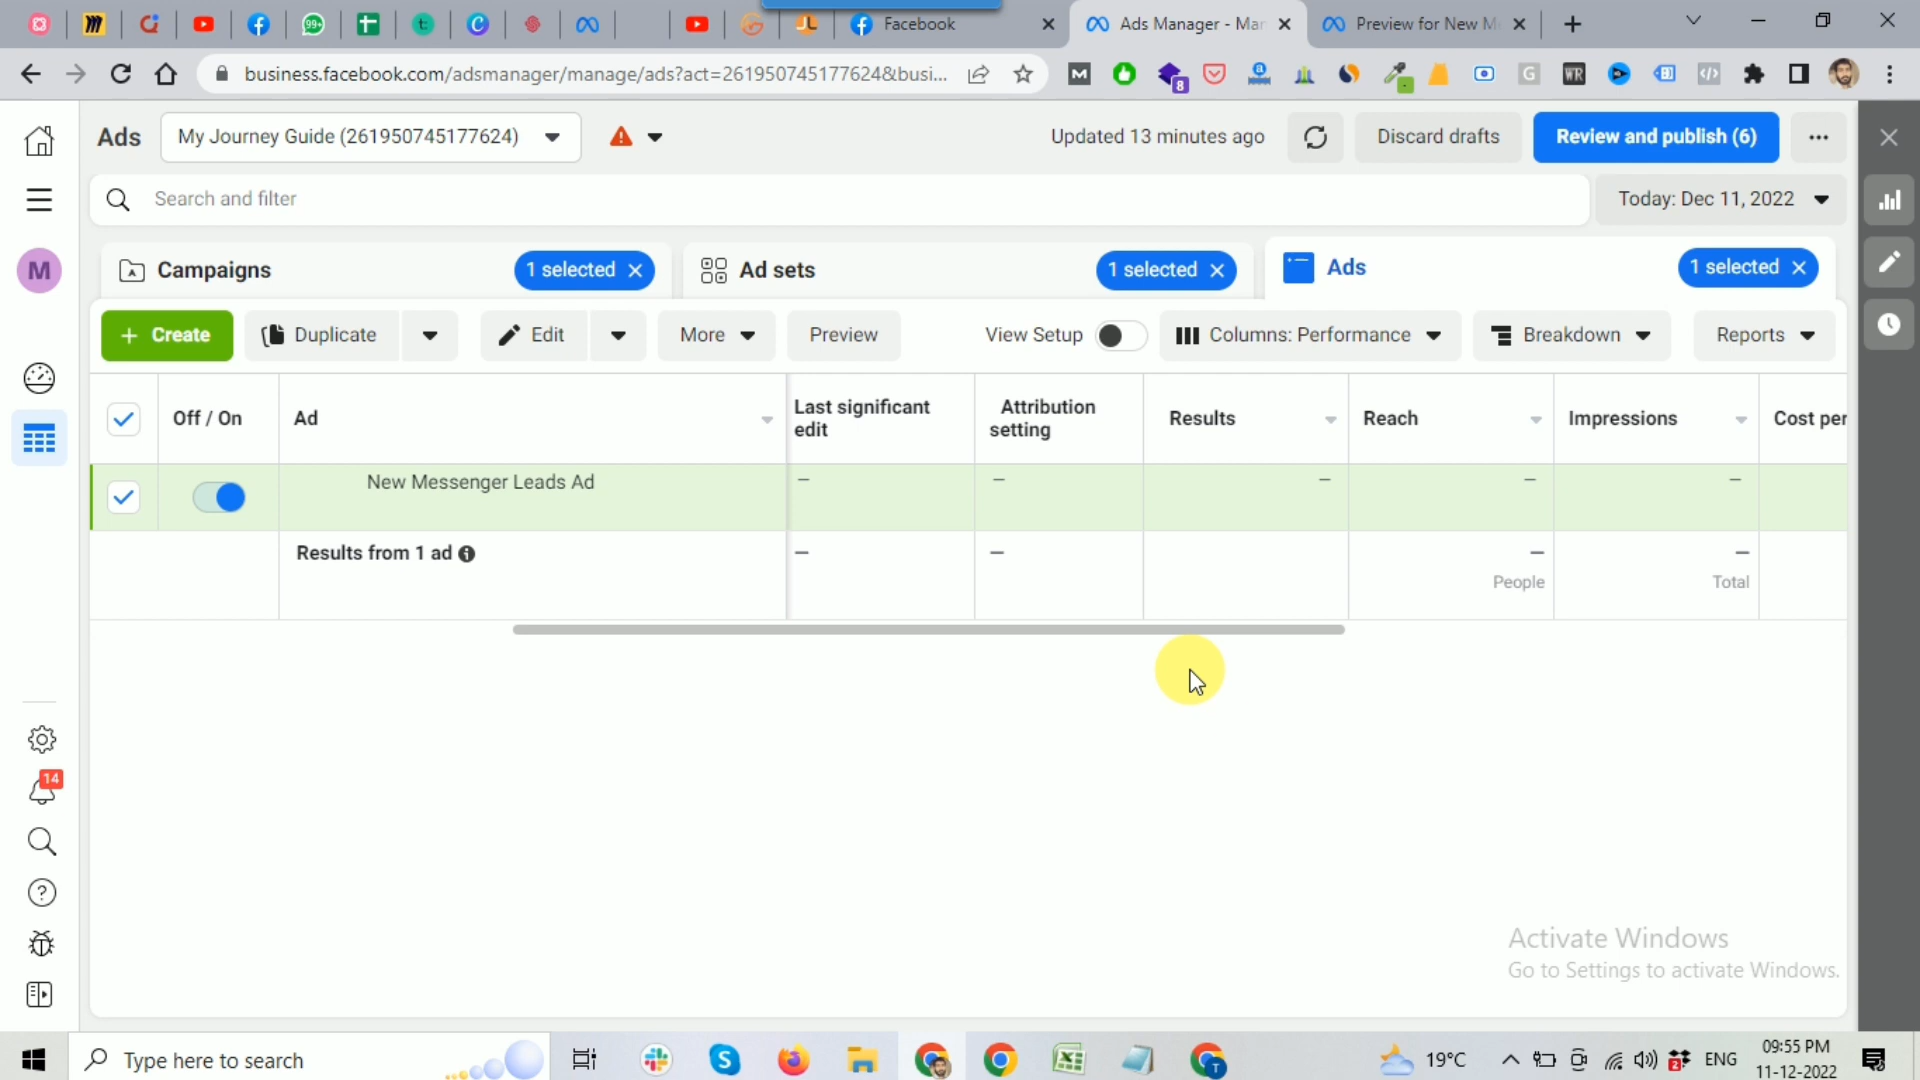 Facebook
Ads Manager - Mar
Preview for New M
business.facebook.com/adsmanager/manage/ads?act=261950745177624&busi...
8
Ads
My Journey Guide (261950745177624)
Updated 13 minutes ago
Discard drafts
Review and publish (6)
Search and filter
Today: Dec 11, 2022
M
Campaigns
1 selected
Ad sets
1 selected
Ads
1 selected
+ Create
Duplicate
Edit
More
Preview
View Setup
Columns: Performance
Breakdown
Reports
Off / On
Ad
Last significant edit
Attribution setting
Results
Reach
Impressions
Cost per
New Messenger Leads Ad
—
—
—
—
—
Results from 1 ad
—
—
—
People
—
Total
14
Activate Windows
Go to Settings to activate Windows.
Type here to search
19°C
ENG
09:55 PM
11-12-2022